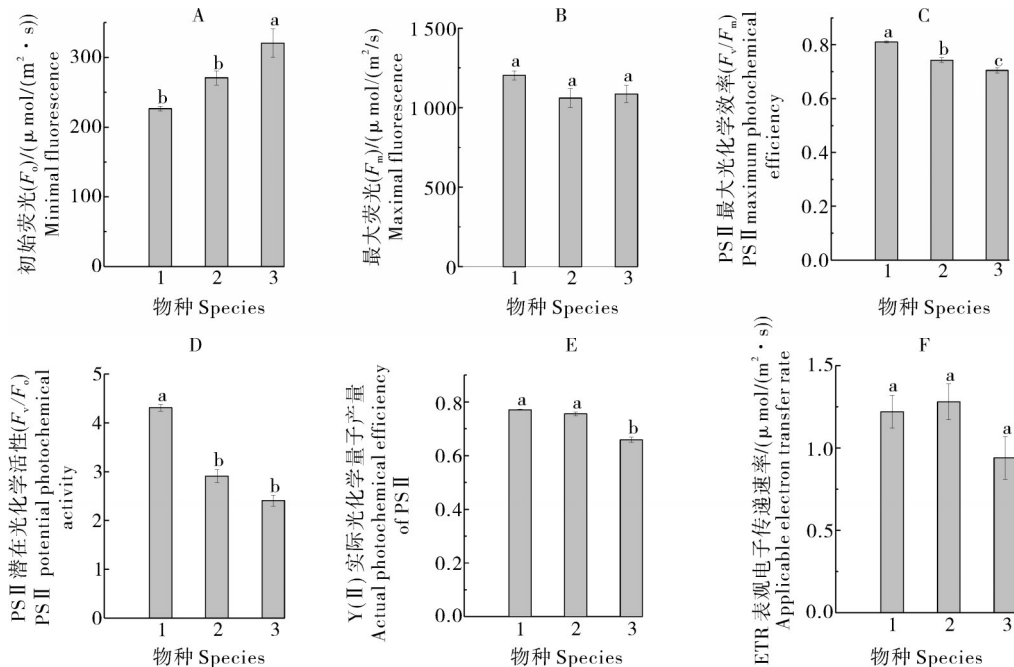 A
初始荧光(Fo)/(μmol/(m²·s))
Minimal fluorescence
300
200
100
0
b
b
a
1 2 3
物种 Species
B
最大荧光(Fm)/(μmol/(m²/s)
Maximal fluorescence
1 500
1 000
500
0
a
a
a
1 2 3
物种 Species
C
PSⅡ最大光化学效率(Fv/Fm)
PSⅡ maximum photochemical
efficiency
0.8
0.6
0.4
0.2
0.0
a
b
c
1 2 3
物种 Species
D
PSⅡ潜在光化学活性(Fv/Fo)
PSⅡ potential photochemical
activity
5
4
3
2
1
0
a
b
b
1 2 3
物种 Species
E
Y(Ⅱ)实际光化学量子产量
Actual photochemical efficiency
of PSⅡ
0.8
0.6
0.4
0.2
0.0
a
a
b
1 2 3
物种 Species
F
ETR 表观电子传递速率/(μmol/(m²·s))
Applicable electron transfer rate
1.5
1.0
0.5
0.0
a
a
a
1 2 3
物种 Species